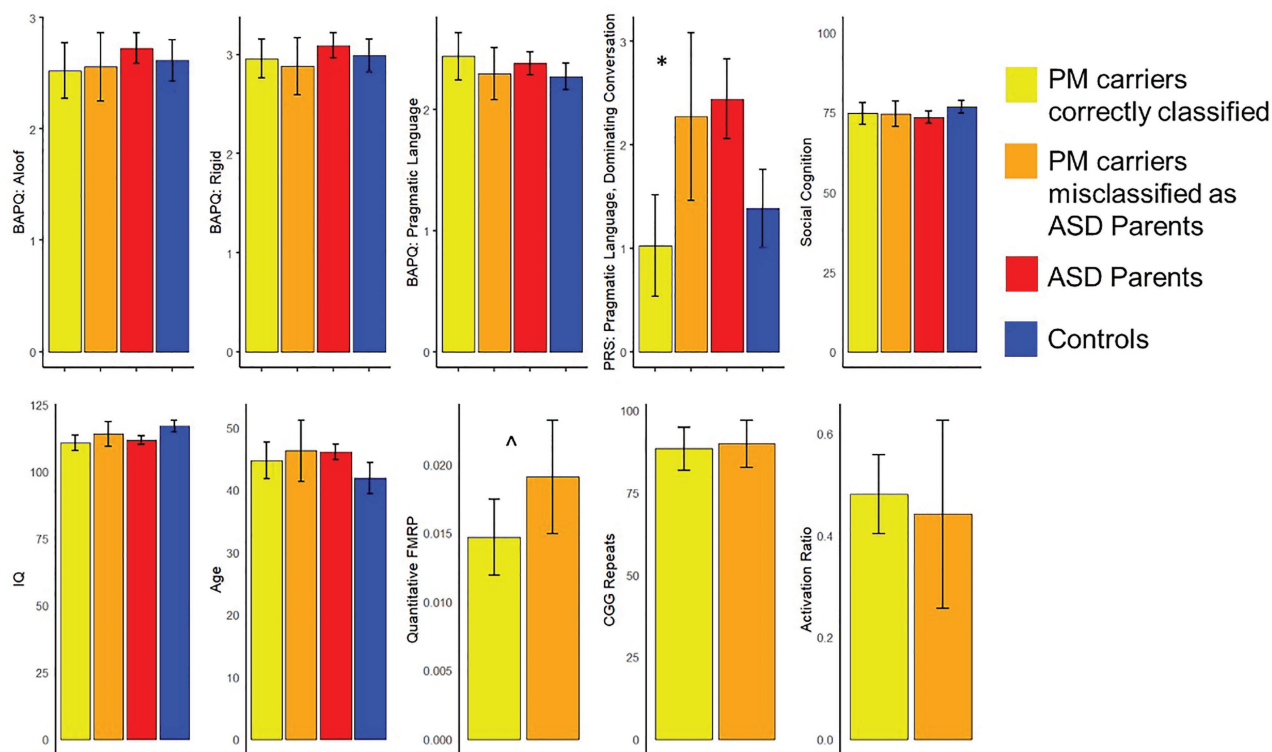 BAPQ: Aloof
3
2
1
0
BAPQ: Rigid
3
2
1
0
BAPQ: Pragmatic Language
2
1
0
PRS: Pragmatic Language, Dominating Conversation
3
2
1
0
*
Social Cognition
100
75
50
25
0
PM carriers
correctly classified
PM carriers
misclassified as
ASD Parents
ASD Parents
Controls
IQ
125
100
75
50
25
0
Age
50
40
30
20
10
0
Quantitative FMRP
0.020
0.015
0.010
0.005
0.000
^
CGG Repeats
100
75
50
25
0
Activation Ratio
0.6
0.4
0.2
0.0